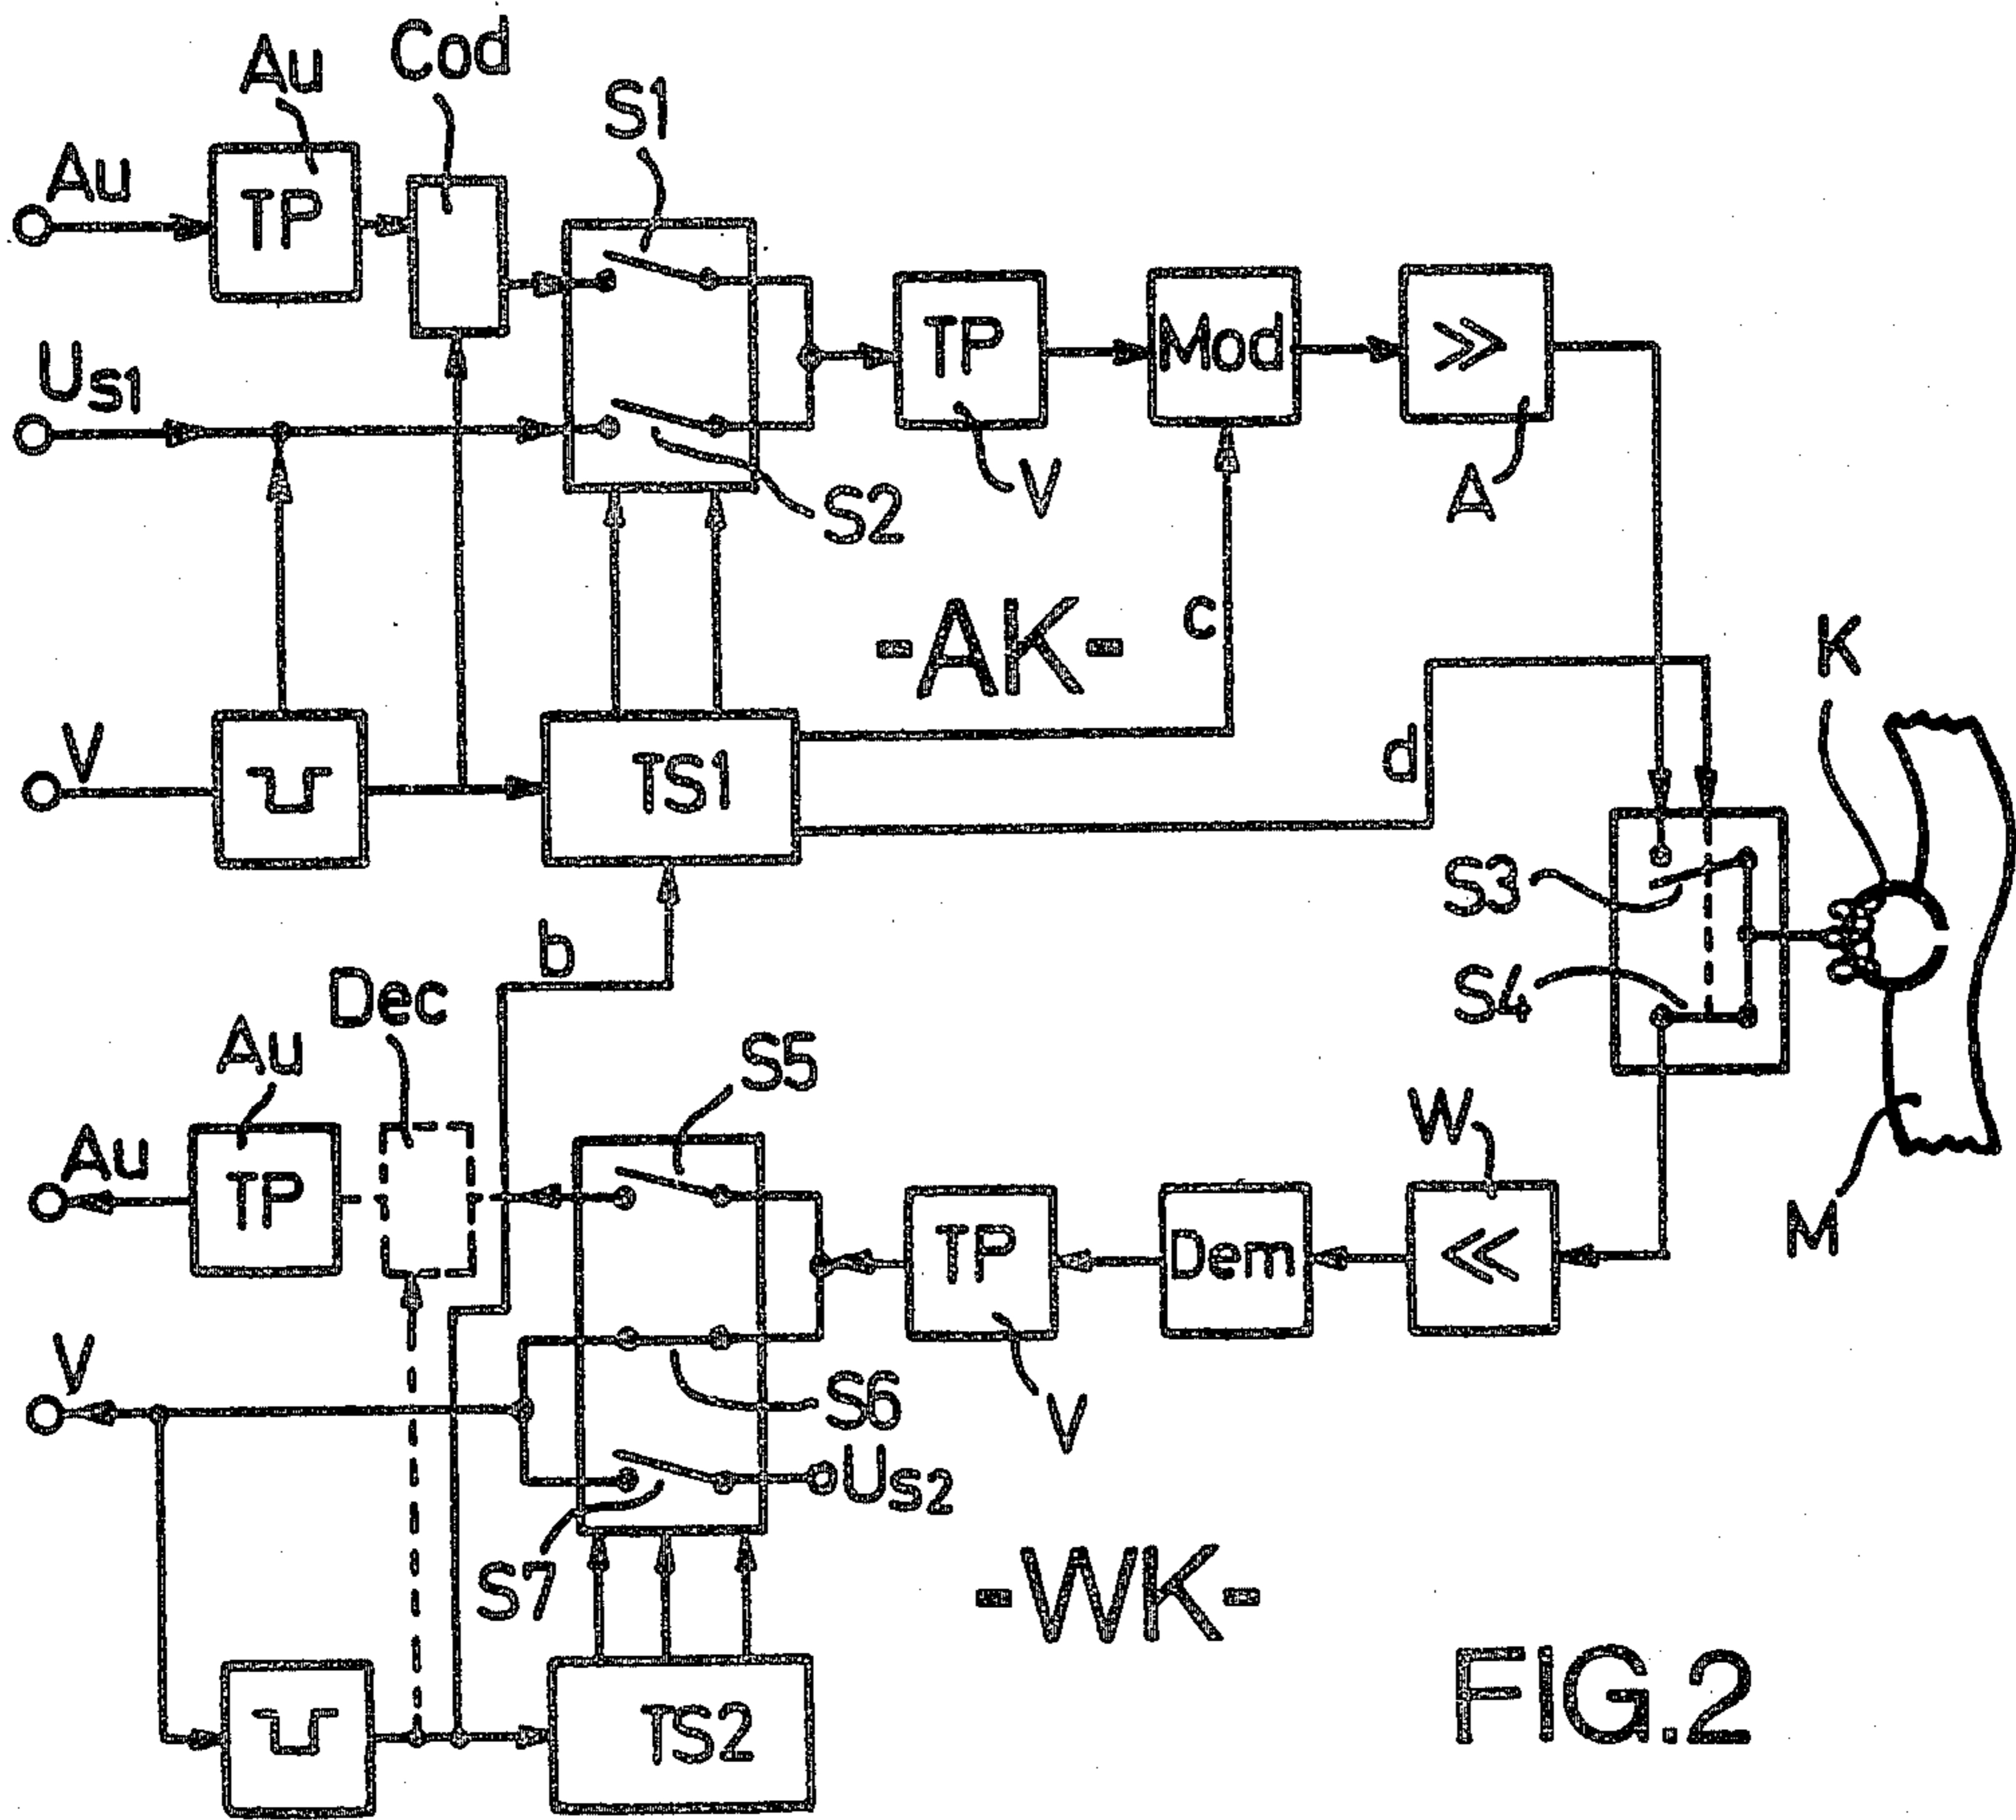 Au
Cod
S1
Au
TP
Us1
TP
Mod
>>
V
A
S2
-AK-
c
K
V
TS1
d
b
S3
S4
Dec
Au
S5
Au
TP
W
TP
Dem
<<
M
V
S6
V
Us2
S7
-WK-
TS2
FIG.2